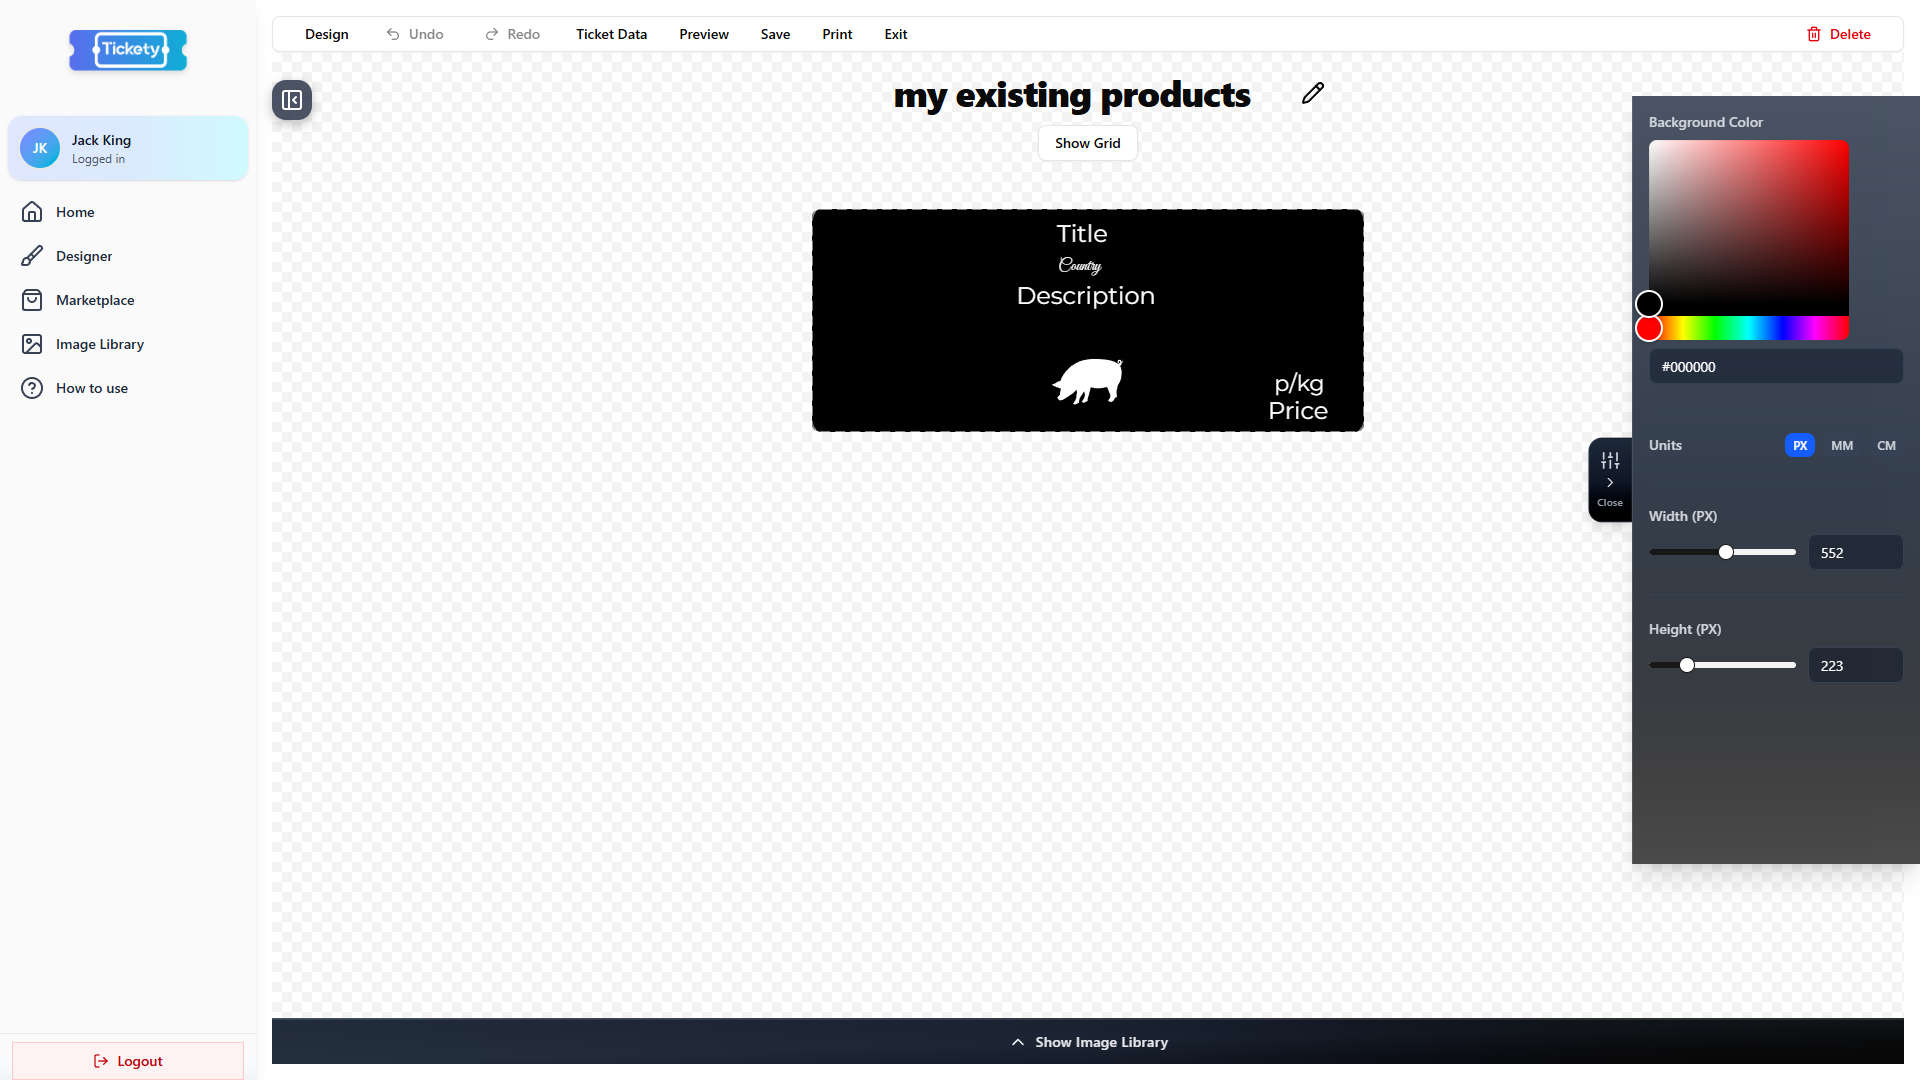 Tickety
JK
Jack King
Logged in
Home
Designer
Marketplace
Image Library
How to use
Logout
Design
Undo
Redo
Ticket Data
Preview
Save
Print
Exit
Delete
my existing products
Show Grid
Title
Country
Description
p/kg
Price
Close
Background Color
#000000
Units
PX
MM
CM
Width (PX)
552
Height (PX)
223
Show Image Library